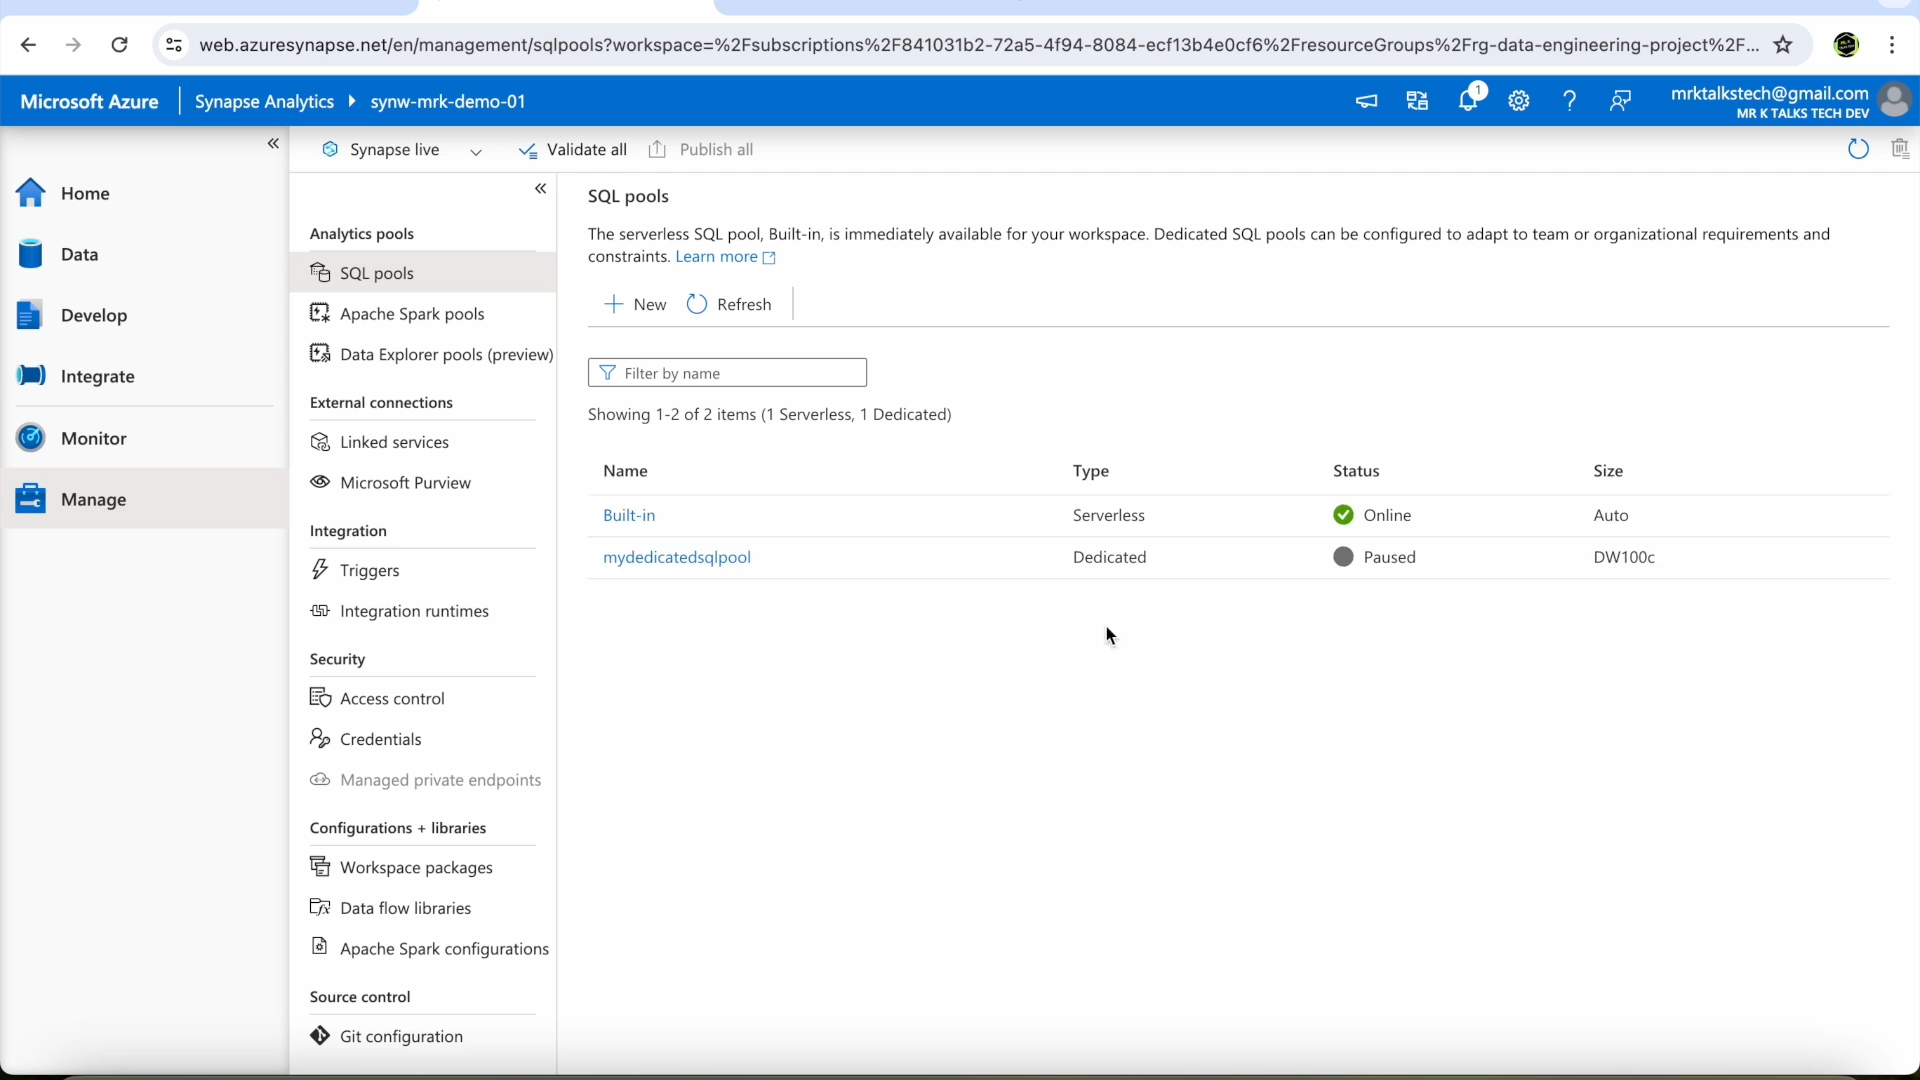 web.azuresynapse.net/en/management/sqlpools?workspace=%2Fsubscriptions%2F841031b2-72a5-4f94-8084-ecf13b4e0cf6%2FresourceGroups%2Frg-data-engineering-project%2F...
Microsoft Azure
Synapse Analytics
synw-mrk-demo-01
1
mrktalkstech@gmail.com
MR K TALKS TECH DEV
Home
Data
Develop
Integrate
Monitor
Manage
Synapse live
Validate all
Publish all
Analytics pools
SQL pools
Apache Spark pools
Data Explorer pools (preview)
External connections
Linked services
Microsoft Purview
Integration
Triggers
Integration runtimes
Security
Access control
Credentials
Managed private endpoints
Configurations + libraries
Workspace packages
Data flow libraries
Apache Spark configurations
Source control
Git configuration
SQL pools
The serverless SQL pool, Built-in, is immediately available for your workspace. Dedicated SQL pools can be configured to adapt to team or organizational requirements and
constraints. Learn more
New
Refresh
Filter by name
Showing 1-2 of 2 items (1 Serverless, 1 Dedicated)
Name Type Status Size
Built-in Serverless Online Auto
mydedicatedsqlpool Dedicated Paused DW100c